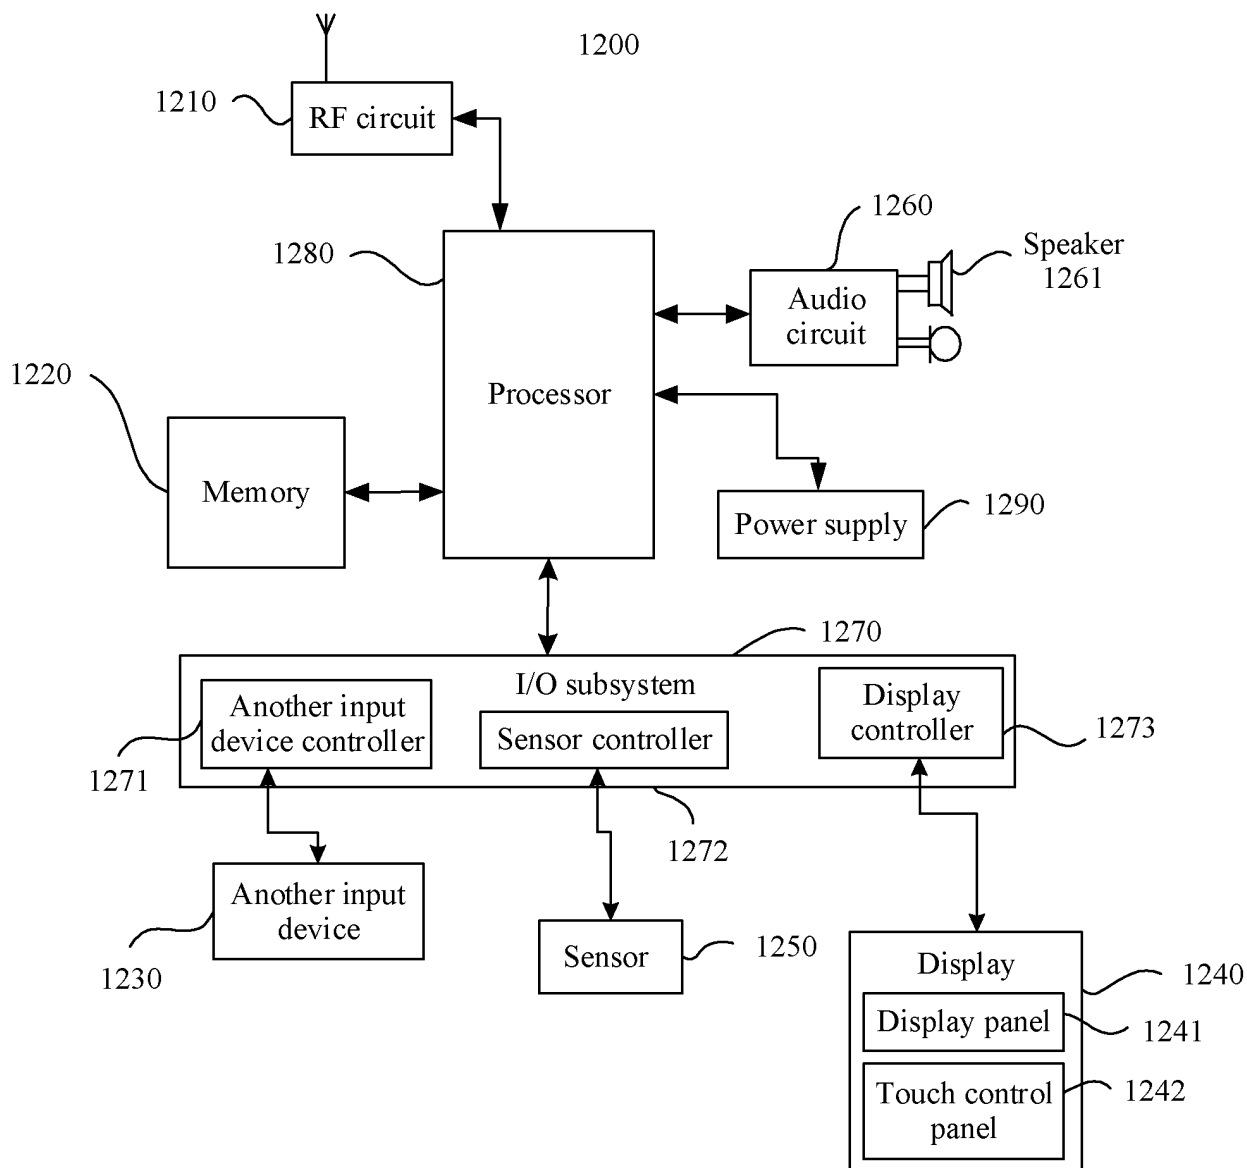 1200
1210
RF circuit
1260
1280
Speaker
1261
Audio
circuit
1220
Processor
Memory
1290
Power supply
1270
I/O subsystem
Another input
device controller
Sensor controller
Display
controller
1273
1271
1272
Another input
device
1230
Sensor
1250
Display
1240
Display panel
1241
Touch control
panel
1242